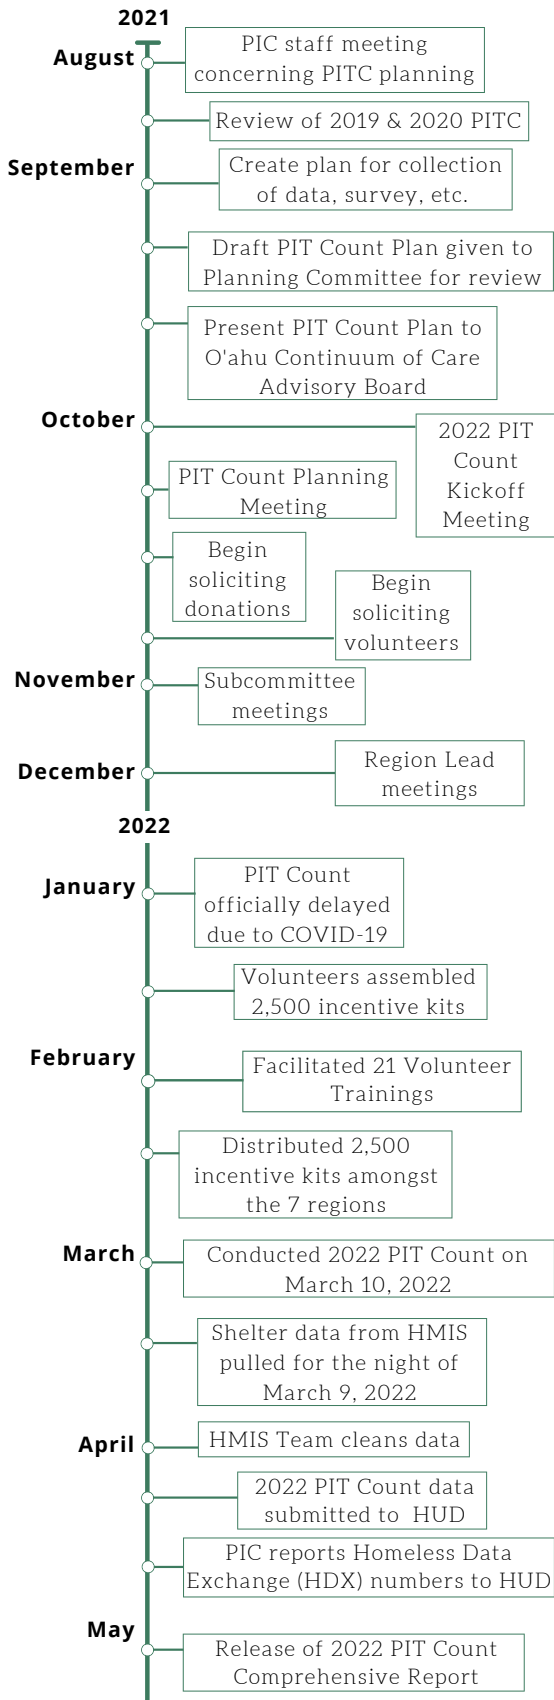 2021
August
PIC staff meeting
concerning PITC planning
Review of 2019 & 2020 PITC
September
Create plan for collection
of data, survey, etc.
Draft PIT Count Plan given to
Planning Committee for review
Present PIT Count Plan to
O'ahu Continuum of Care
Advisory Board
October
2022 PIT
Count
Kickoff
Meeting
PIT Count Planning
Meeting
Begin
soliciting
donations
Begin
soliciting
volunteers
November
Subcommittee
meetings
December
Region Lead
meetings
2022
January
PIT Count
officially delayed
due to COVID-19
Volunteers assembled
2,500 incentive kits
February
Facilitated 21 Volunteer
Trainings
Distributed 2,500
incentive kits amongst
the 7 regions
March
Conducted 2022 PIT Count on
March 10, 2022
Shelter data from HMIS
pulled for the night of
March 9, 2022
April
HMIS Team cleans data
2022 PIT Count data
submitted to HUD
PIC reports Homeless Data
Exchange (HDX) numbers to HUD
May
Release of 2022 PIT Count
Comprehensive Report